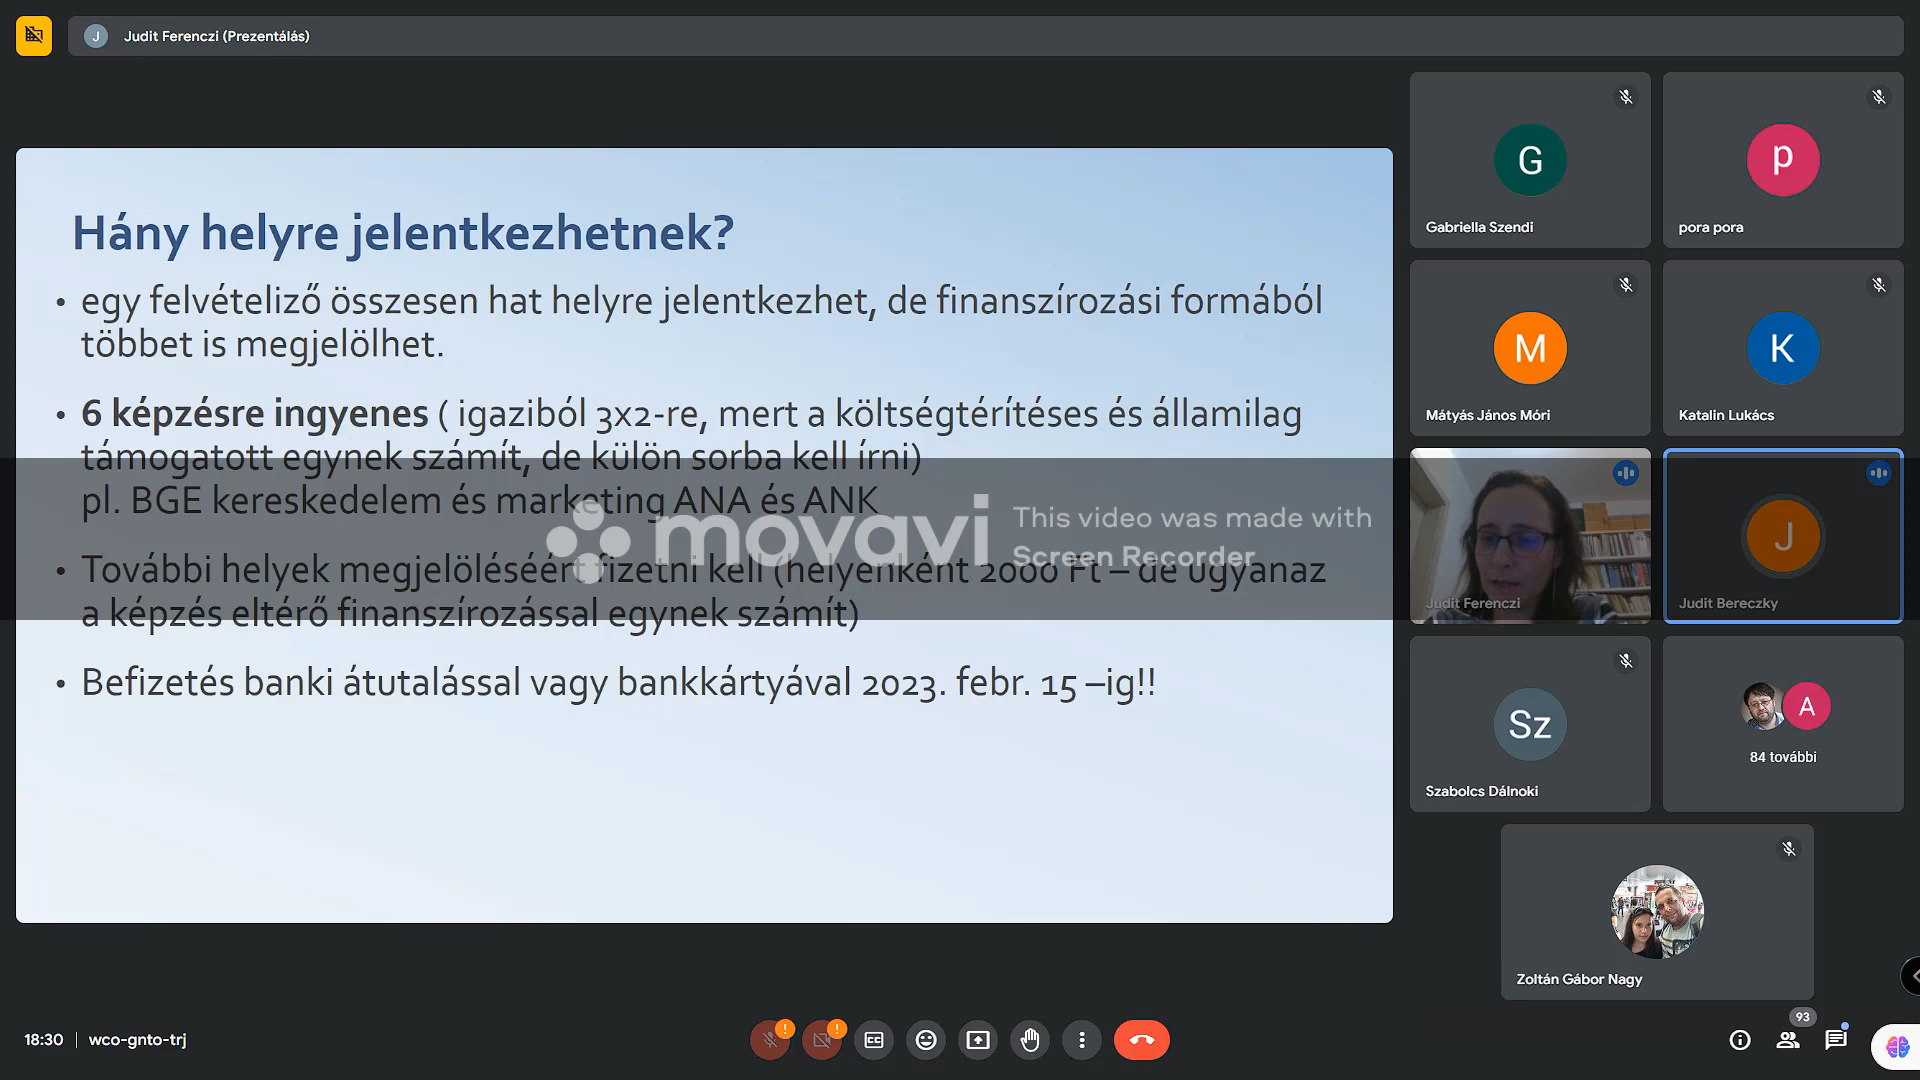 J Judit Ferenczi (Prezentálás)
Hány helyre jelentkezhetnek?
• egy felvételiző összesen hat helyre jelentkezhet, de finanszírozási formából
többet is megjelölhet.
• 6 képzésre ingyenes ( igaziból 3x2-re, mert a költségtérítéses és államilag
támogatott egynek számít, de külön sorba kell írni)
pl. BGE kereskedelem és marketing ANA és ANK
• További helyek megjelöléséért fizetni kell (helyenként 2000 Ft – de ugyanaz
a képzés eltérő finanszírozással egynek számít)
• Befizetés banki átutalással vagy bankkártyával 2023. febr. 15 –ig!!
movavi
This video was made with
Screen Recorder
G
Gabriella Szendi
p
pora pora
M
Mátyás János Móri
K
Katalin Lukács
Judit Ferenczi
J
Judit Bereczky
Sz
Szabolcs Dálnoki
A
84 további
Zoltán Gábor Nagy
18:30 | wco-gnto-trj
!
!
CC
93